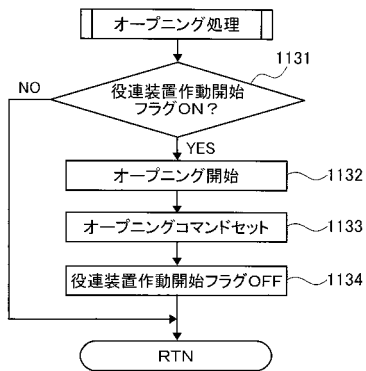 オープニング処理
1131
NO
役連装置作動開始
フラグON?
YES
オープニング開始
1132
オープニングコマンドセット
1133
役連装置作動開始フラグOFF
1134
RTN